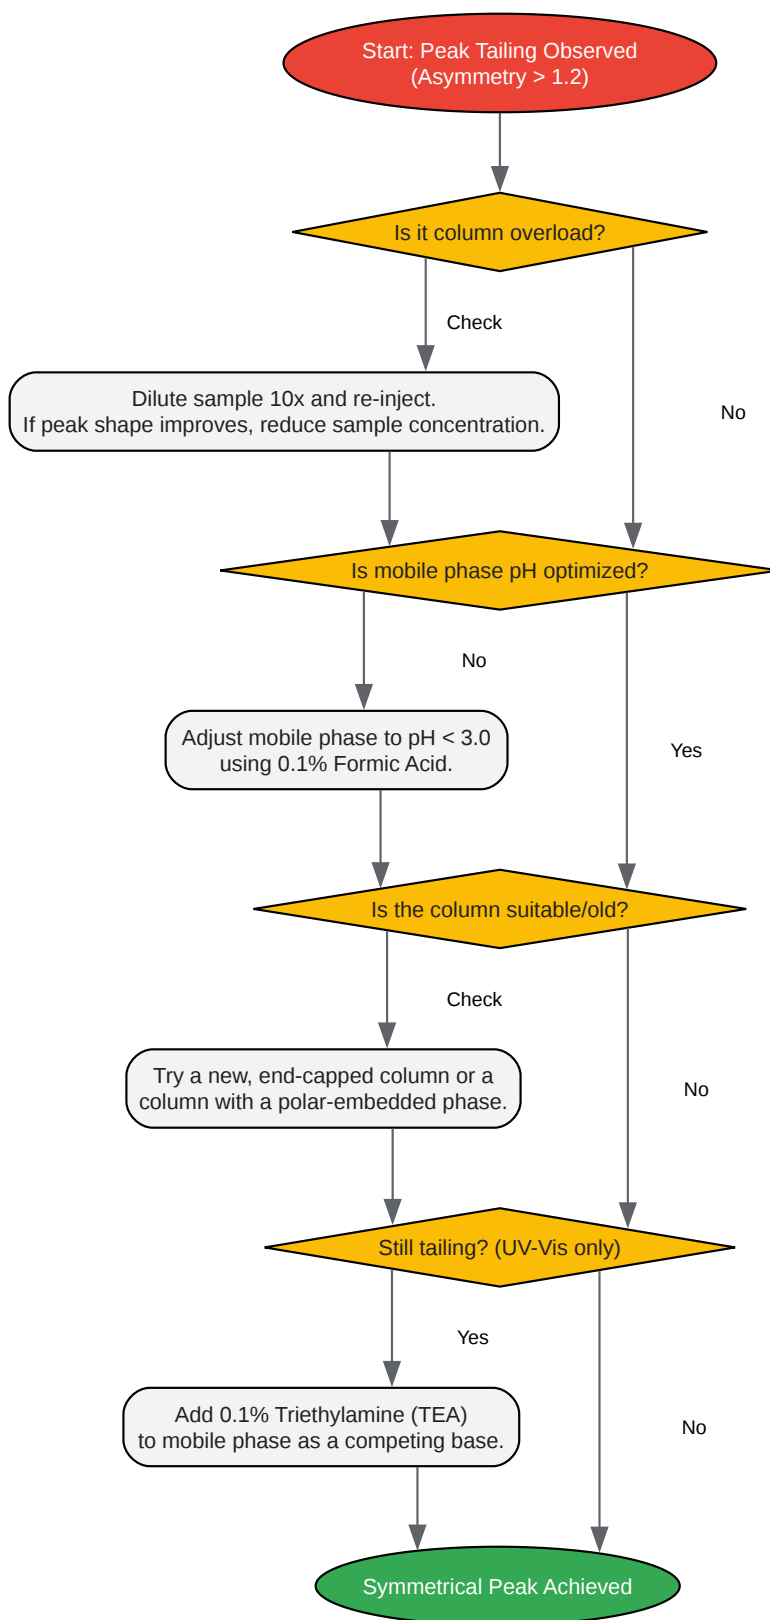 Start: Peak Tailing Observed
(Asymmetry > 1.2)
Is it column overload?
Check
Dilute sample 10x and re-inject.
If peak shape improves, reduce sample concentration.
No
Is mobile phase pH optimized?
No
Adjust mobile phase to pH < 3.0
using 0.1% Formic Acid.
Yes
Is the column suitable/old?
Check
Try a new, end-capped column or a
column with a polar-embedded phase.
No
Still tailing? (UV-Vis only)
Yes
Add 0.1% Triethylamine (TEA)
to mobile phase as a competing base.
No
Symmetrical Peak Achieved